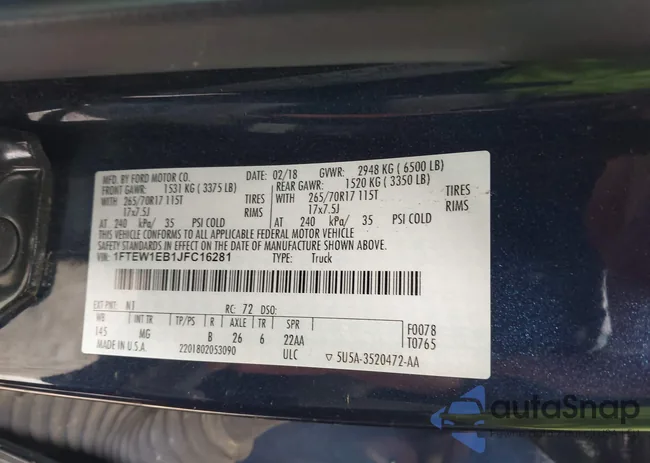 MFD. BY FORD MOTOR CO. DATE: 02/18 GVWR: 2948 KG ( 6500 LB)
FRONT GAWR: 1531 KG ( 3375 LB) REAR GAWR: 1520 KG ( 3350 LB)
WITH 265/70R17 115T TIRES WITH 265/70R17 115T TIRES
17x7.5J RIMS 17x7.5J RIMS
AT 240 kPa/ 35 PSI COLD AT 240 kPa/ 35 PSI COLD
THIS VEHICLE CONFORMS TO ALL APPLICABLE FEDERAL MOTOR VEHICLE
SAFETY STANDARDS IN EFFECT ON THE DATE OF MANUFACTURE SHOWN ABOVE.
VIN: 1FTEW1EB1JFC16281 TYPE: Truck
EXT PNT: N1 RC: 72 DSO:
WB INT TR TP/PS R AXLE TR SPR F0078
145 MG B 26 6 22AA T0765
MADE IN U.S.A. 2201802053090 ULC ▽ 5U5A-3520472-AA
autoSnap